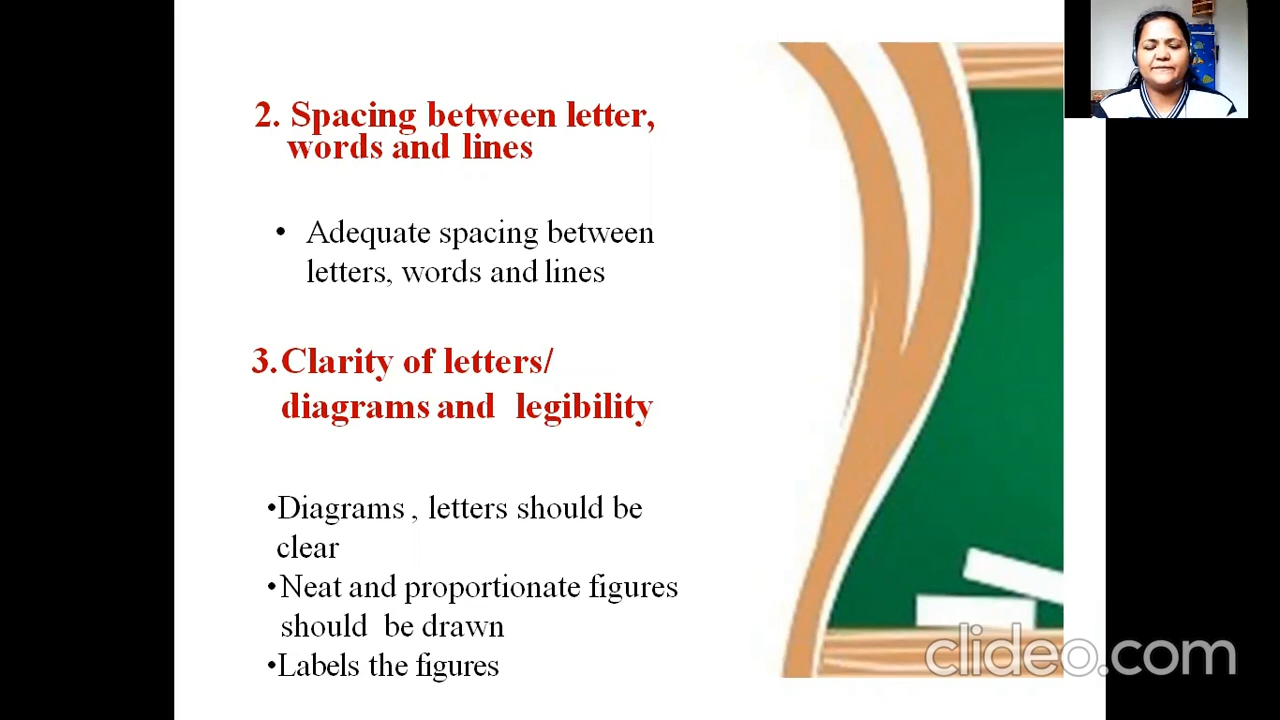 2. Spacing between letter,
words and lines
• Adequate spacing between
letters, words and lines
3.Clarity of letters/
diagrams and legibility
•Diagrams , letters should be
clear
•Neat and proportionate figures
should be drawn
•Labels the figures
clideo.com